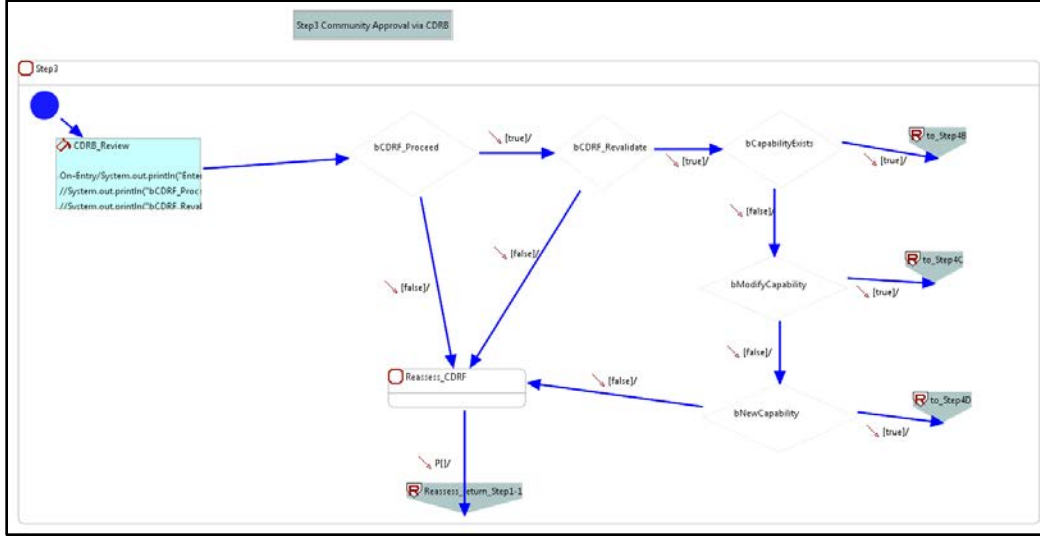 Step3 Community Approval via CDRB
Step3
CDRB_Review
On-Entry/System.out.println("Enter
//System.out.println("bCDRF_Proc
//System.out.println("bCDRF_Reval
bCDRF_Proceed
[true]/
bCDRF_Revalidate
[true]/
bCapabilityExists
to_Step4B
[true]/
[false]/
[false]/
[false]/
bModifyCapability
to_Step4C
[true]/
[false]/
Reassess_CDRF
[false]/
bNewCapability
to_Step4D
[true]/
P[]/
Reassess_return_Step1-1